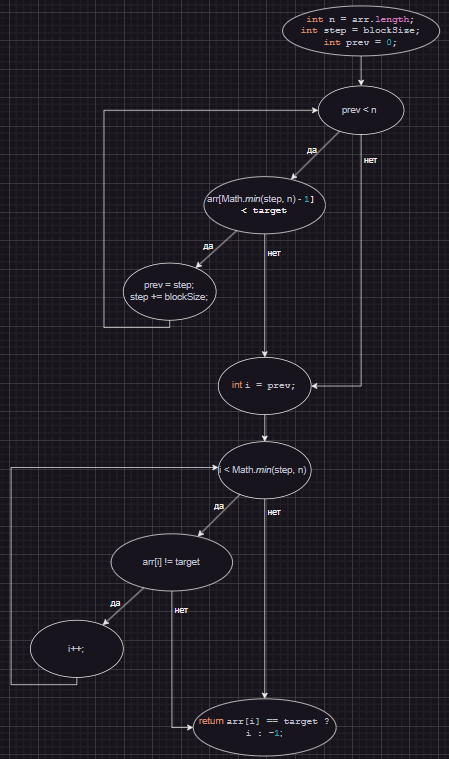 int n = arr.length;
int step = blockSize;
int prev = 0;
prev < n
да
нет
arr[Math.min(step, n) - 1]
< target
да
нет
prev = step;
step += blockSize;
int i = prev;
i < Math.min(step, n)
да
нет
arr[i] != target
да
нет
i++;
return arr[i] == target ?
i : -1;